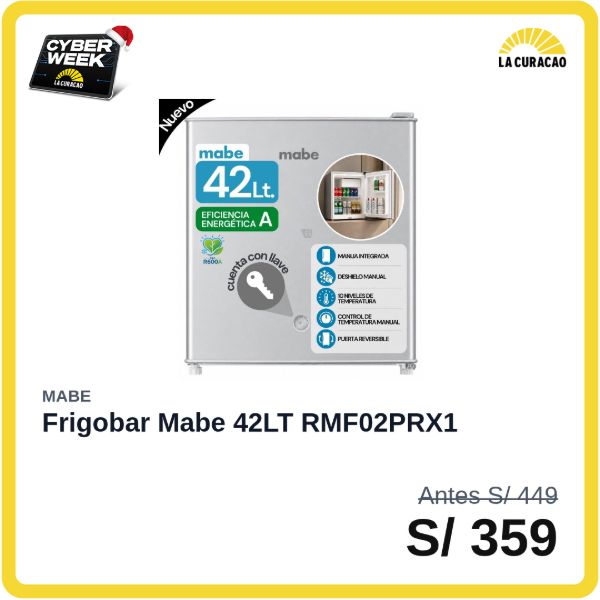 CYBER
WEEK
LA CURACAO
LA CURACAO
Nuevo
mabe
mabe
42Lt.
EFICIENCIA
ENERGÉTICA A
R600A
cuenta con llave
MANIJA INTEGRADA
DESHIELO MANUAL
10 NIVELES DE
TEMPERATURA
CONTROL DE
TEMPERATURA MANUAL
PUERTA REVERSIBLE
MABE
Frigobar Mabe 42LT RMF02PRX1
Antes S/ 449
S/ 359